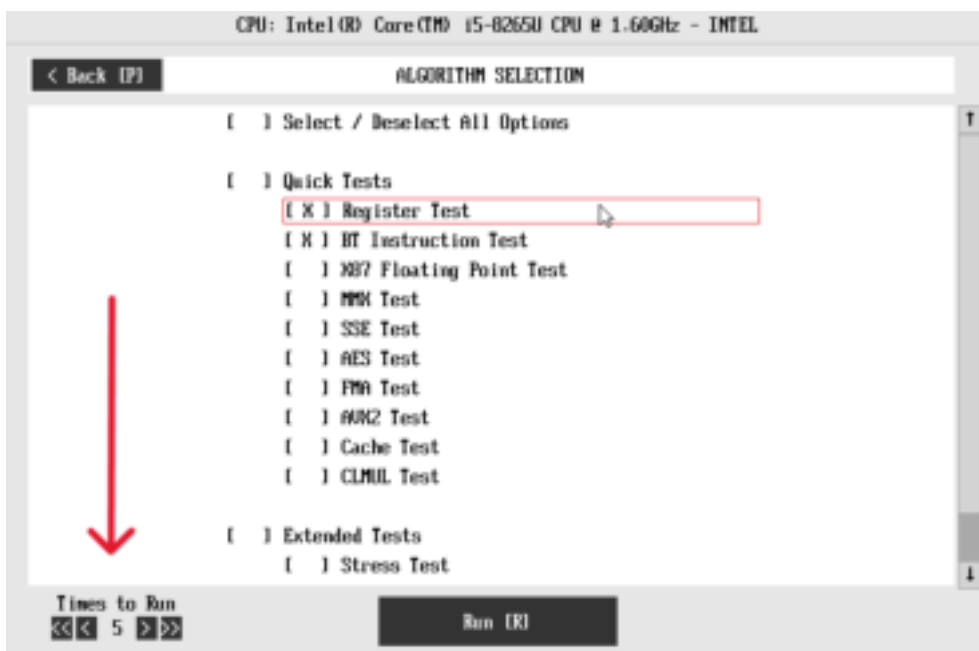 CPU: Intel(R) Core(TM) i5-8265U CPU @ 1.60GHz - INTEL
< Back [P]
ALGORITHM SELECTION
[ ] Select / Deselect All Options
[ ] Quick Tests
[ X ] Register Test
[ X ] BT Instruction Test
[ ] X87 Floating Point Test
[ ] MMX Test
[ ] SSE Test
[ ] AES Test
[ ] FMA Test
[ ] AVX2 Test
[ ] Cache Test
[ ] CLMUL Test
[ ] Extended Tests
[ ] Stress Test
Times to Run
<< < 5 > >>
Run [R]